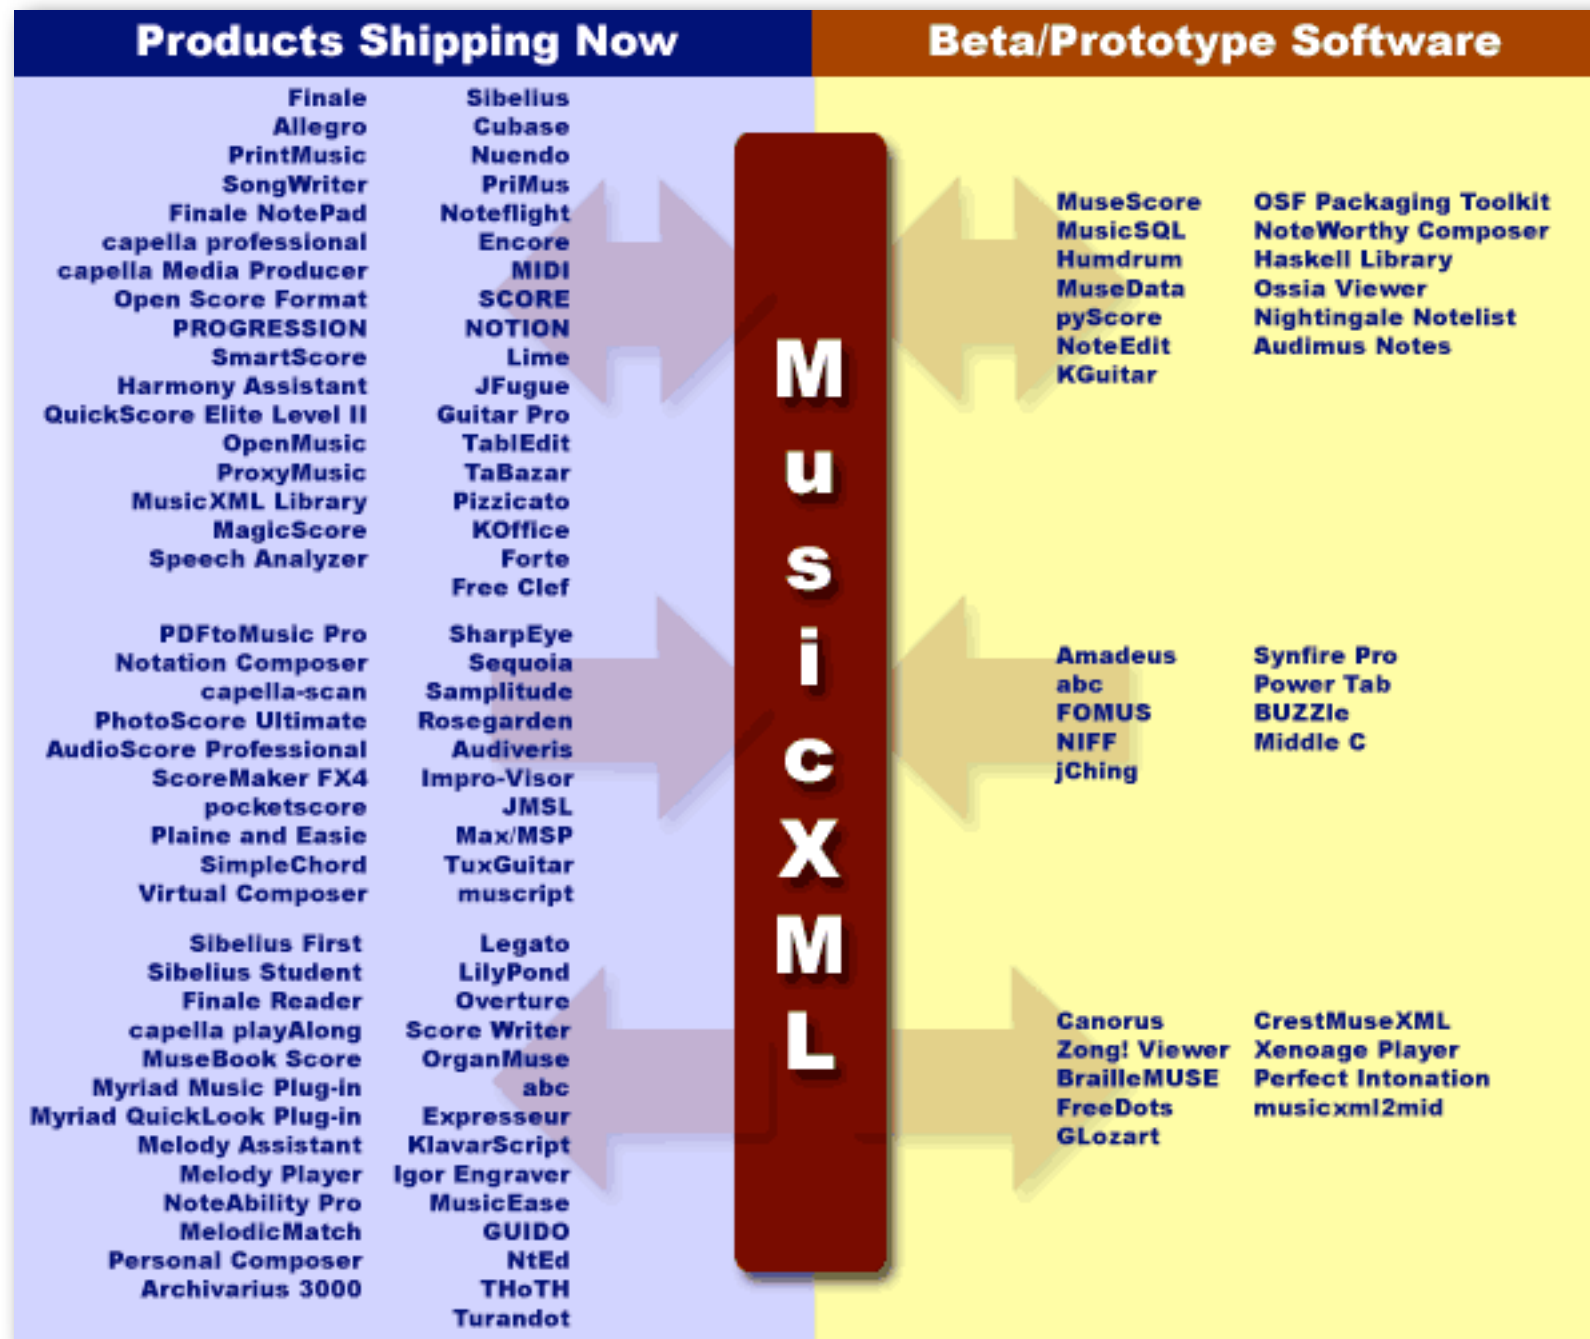 Products Shipping Now
Beta/Prototype Software
Finale
Allegro
PrintMusic
SongWriter
Finale NotePad
capella professional
capella Media Producer
Open Score Format
PROGRESSION
SmartScore
Harmony Assistant
QuickScore Elite Level II
OpenMusic
ProxyMusic
MusicXML Library
MagicScore
Speech Analyzer
Sibelius
Cubase
Nuendo
PriMus
Noteflight
Encore
MIDI
SCORE
NOTION
Lime
JFugue
Guitar Pro
TablEdit
TaBazar
Pizzicato
KOffice
Forte
Free Clef
PDFtoMusic Pro
Notation Composer
capella-scan
PhotoScore Ultimate
AudioScore Professional
ScoreMaker FX4
pocketscore
Plaine and Easie
SimpleChord
Virtual Composer
SharpEye
Sequoia
Samplitude
Rosegarden
Audiveris
Impro-Visor
JMSL
Max/MSP
TuxGuitar
muscript
Sibelius First
Sibelius Student
Finale Reader
capella playAlong
MuseBook Score
Myriad Music Plug-in
Myriad QuickLook Plug-in
Melody Assistant
Melody Player
NoteAbility Pro
MelodicMatch
Personal Composer
Archivarius 3000
Legato
LilyPond
Overture
Score Writer
OrganMuse
abc
Expresseur
KlavarScript
Igor Engraver
MusicEase
GUIDO
NtEd
THoTH
Turandot
MusicXML
MuseScore
MusicSQL
Humdrum
MuseData
pyScore
NoteEdit
KGuitar
OSF Packaging Toolkit
NoteWorthy Composer
Haskell Library
Ossia Viewer
Nightingale Notelist
Audimus Notes
Amadeus
abc
FOMUS
NIFF
jChing
Synfire Pro
Power Tab
BUZZle
Middle C
Canorus
Zong! Viewer
BrailleMUSE
FreeDots
GLozart
CrestMuseXML
Xenoage Player
Perfect Intonation
musicxml2mid